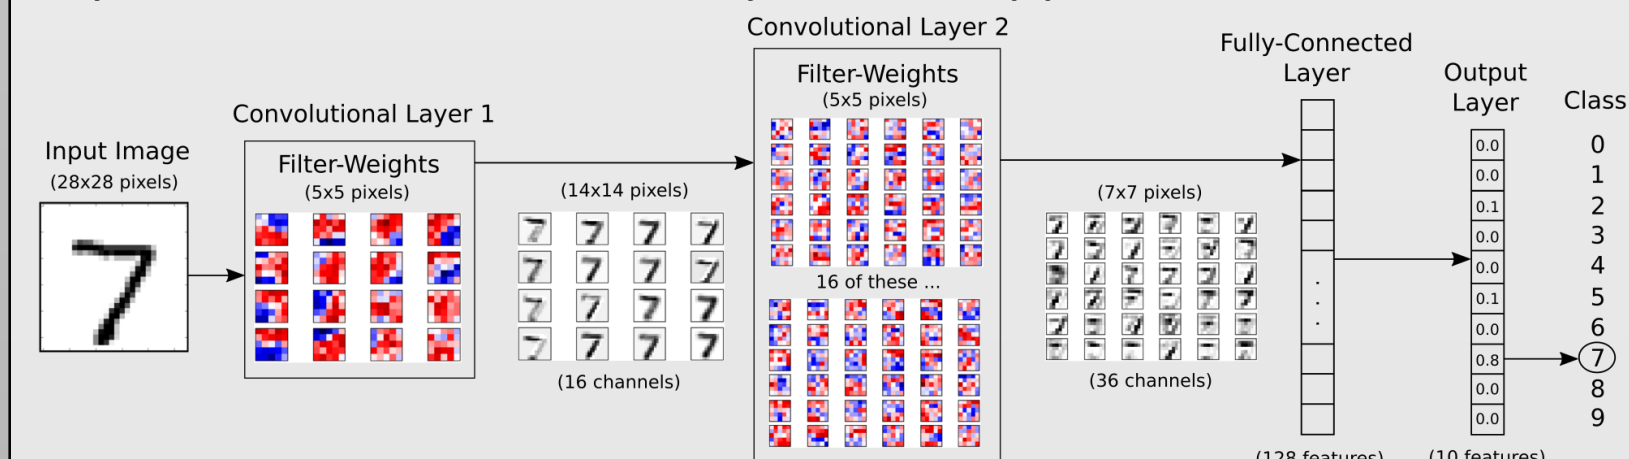 Input Image
(28x28 pixels)
Convolutional Layer 1
Filter-Weights
(5x5 pixels)
(14x14 pixels)
(16 channels)
Convolutional Layer 2
Filter-Weights
(5x5 pixels)
16 of these ...
(7x7 pixels)
(36 channels)
Fully-Connected
Layer
(128 features)
Output
Layer
0.0
0.0
0.1
0.0
0.0
0.1
0.0
0.8
0.0
0.0
(10 features)
Class
0
1
2
3
4
5
6
7
8
9